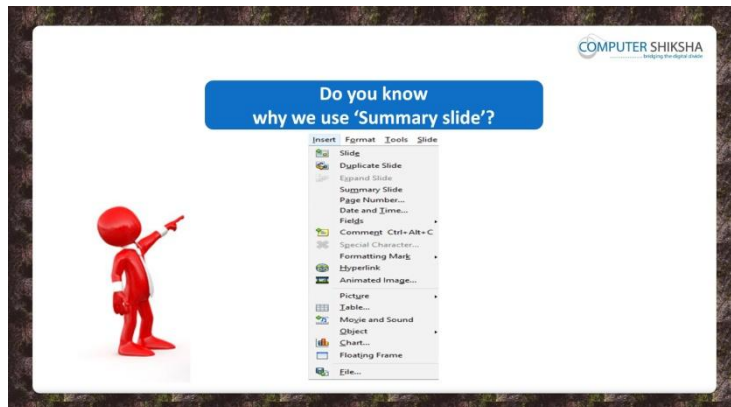 COMPUTER SHIKSHA
bridging the digital divide
Do you know
why we use ‘Summary slide’?
Insert Format Tools Slide
Slide
Duplicate Slide
Expand Slide
Summary Slide
Page Number...
Date and Time...
Fields
Comment Ctrl+Alt+C
Special Character...
Formatting Mark
Hyperlink
Animated Image...
Picture
Table...
Movie and Sound
Object
Chart...
Floating Frame
File...